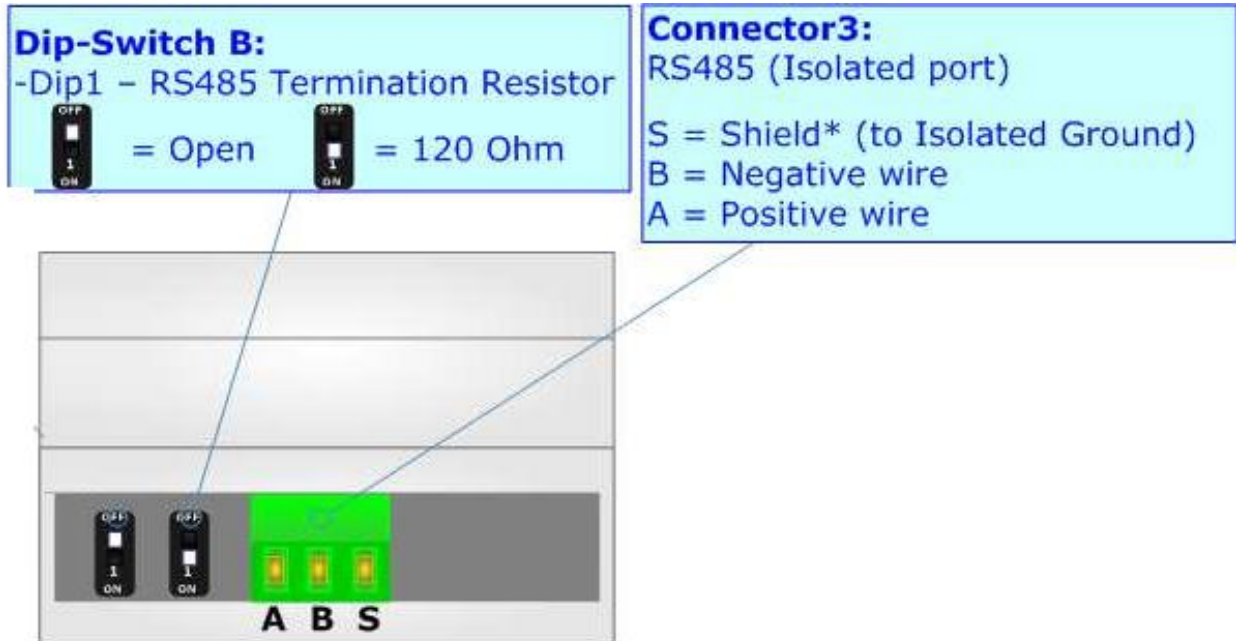 Dip-Switch B:
-Dip1 – RS485 Termination Resistor
OFF
1
ON
= Open
OFF
1
ON
= 120 Ohm
Connector3:
RS485 (Isolated port)
S = Shield* (to Isolated Ground)
B = Negative wire
A = Positive wire
OFF
1
ON
OFF
1
ON
A B S